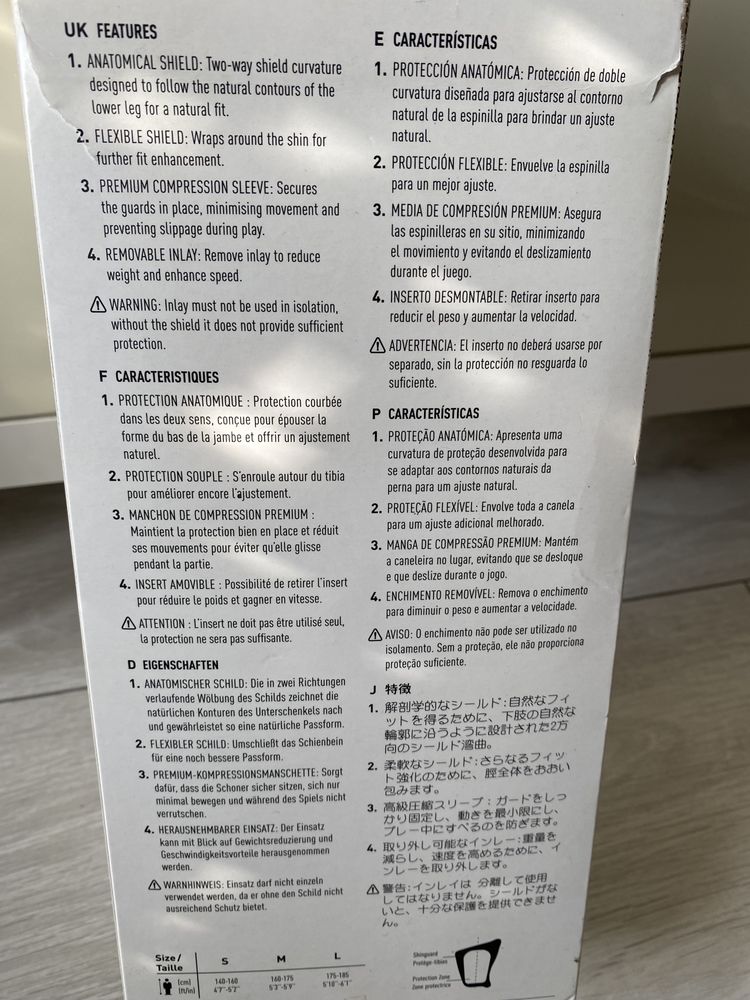 UK FEATURES
1. ANATOMICAL SHIELD: Two-way shield curvature
designed to follow the natural contours of the
lower leg for a natural fit.
2. FLEXIBLE SHIELD: Wraps around the shin for
further fit enhancement.
3. PREMIUM COMPRESSION SLEEVE: Secures
the guards in place, minimising movement and
preventing slippage during play.
4. REMOVABLE INLAY: Remove inlay to reduce
weight and enhance speed.
⚠ WARNING: Inlay must not be used in isolation,
without the shield it does not provide sufficient
protection.
F CARACTERISTIQUES
1. PROTECTION ANATOMIQUE : Protection courbée
dans les deux sens, conçue pour épouser la
forme du bas de la jambe et offrir un ajustement
naturel.
2. PROTECTION SOUPLE : S'enroule autour du tibia
pour améliorer encore l'ajustement.
3. MANCHON DE COMPRESSION PREMIUM :
Maintient la protection bien en place et réduit
ses mouvements pour éviter qu'elle glisse
pendant la partie.
4. INSERT AMOVIBLE : Possibilité de retirer l'insert
pour réduire le poids et gagner en vitesse.
⚠ ATTENTION : L'insert ne doit pas être utilisé seul,
la protection ne sera pas suffisante.
D EIGENSCHAFTEN
1. ANATOMISCHER SCHILD: Die in zwei Richtungen
verlaufende Wölbung des Schilds zeichnet die
natürlichen Konturen des Unterschenkels nach
und gewährleistet so eine natürliche Passform.
2. FLEXIBLER SCHILD: Umschließt das Schienbein
für eine noch bessere Passform.
3. PREMIUM-KOMPRESSIONSMANSCHETTE: Sorgt
dafür, dass die Schoner sicher sitzen, sich nur
minimal bewegen und während des Spiels nicht
verrutschen.
4. HERAUSNEHMBARER EINSATZ: Der Einsatz
kann mit Blick auf Gewichtsreduzierung und
Geschwindigkeitsvorteile herausgenommen
werden.
⚠ WARNHINWEIS: Einsatz darf nicht einzeln
verwendet werden, da er ohne den Schild nicht
ausreichend Schutz bietet.
E CARACTERÍSTICAS
1. PROTECCIÓN ANATÓMICA: Protección de doble
curvatura diseñada para ajustarse al contorno
natural de la espinilla para brindar un ajuste
natural.
2. PROTECCIÓN FLEXIBLE: Envuelve la espinilla
para un mejor ajuste.
3. MEDIA DE COMPRESIÓN PREMIUM: Asegura
las espinilleras en su sitio, minimizando
el movimiento y evitando el deslizamiento
durante el juego.
4. INSERTO DESMONTABLE: Retirar inserto para
reducir el peso y aumentar la velocidad.
⚠ ADVERTENCIA: El inserto no deberá usarse por
separado, sin la protección no resguarda lo
suficiente.
P CARACTERÍSTICAS
1. PROTEÇÃO ANATÓMICA: Apresenta uma
curvatura de proteção desenvolvida para
se adaptar aos contornos naturais da
perna para um ajuste natural.
2. PROTEÇÃO FLEXÍVEL: Envolve toda a canela
para um ajuste adicional melhorado.
3. MANGA DE COMPRESSÃO PREMIUM: Mantém
a caneleira no lugar, evitando que se desloque
e que deslize durante o jogo.
4. ENCHIMENTO REMOVÍVEL: Remova o enchimento
para diminuir o peso e aumentar a velocidade.
⚠ AVISO: O enchimento não pode ser utilizado no
isolamento. Sem a proteção, ele não proporciona
proteção suficiente.
J 特徴
1. 解剖学的なシールド:自然なフィ
ットを得るために、下肢の自然な
輪郭に沿うように設計された2方
向のシールド湾曲。
2. 柔軟なシールド:さらなるフィッ
ト強化のために、脛全体をおおい
包みます。
3. 高級圧縮スリーブ：ガードをしっ
かり固定し、動きを最小限にし、
プレー中にすべるのを防ぎます。
4. 取り外し可能なインレー:重量を
減らし、速度を高めるために、イ
ンレーを取り外します。
⚠ 警告:インレイは 分離して使用
してはなりません。シールドがな
いと、十分な保護を提供できませ
ん。
Size/ S M L
Taille
(cm) 140-160 160-175 175-185
(ft/in) 4'7"-5'2" 5'3"-5'9" 5'10"-6'1"
Shinguard
Protège-tibias
Protection Zone
Zone protectrice